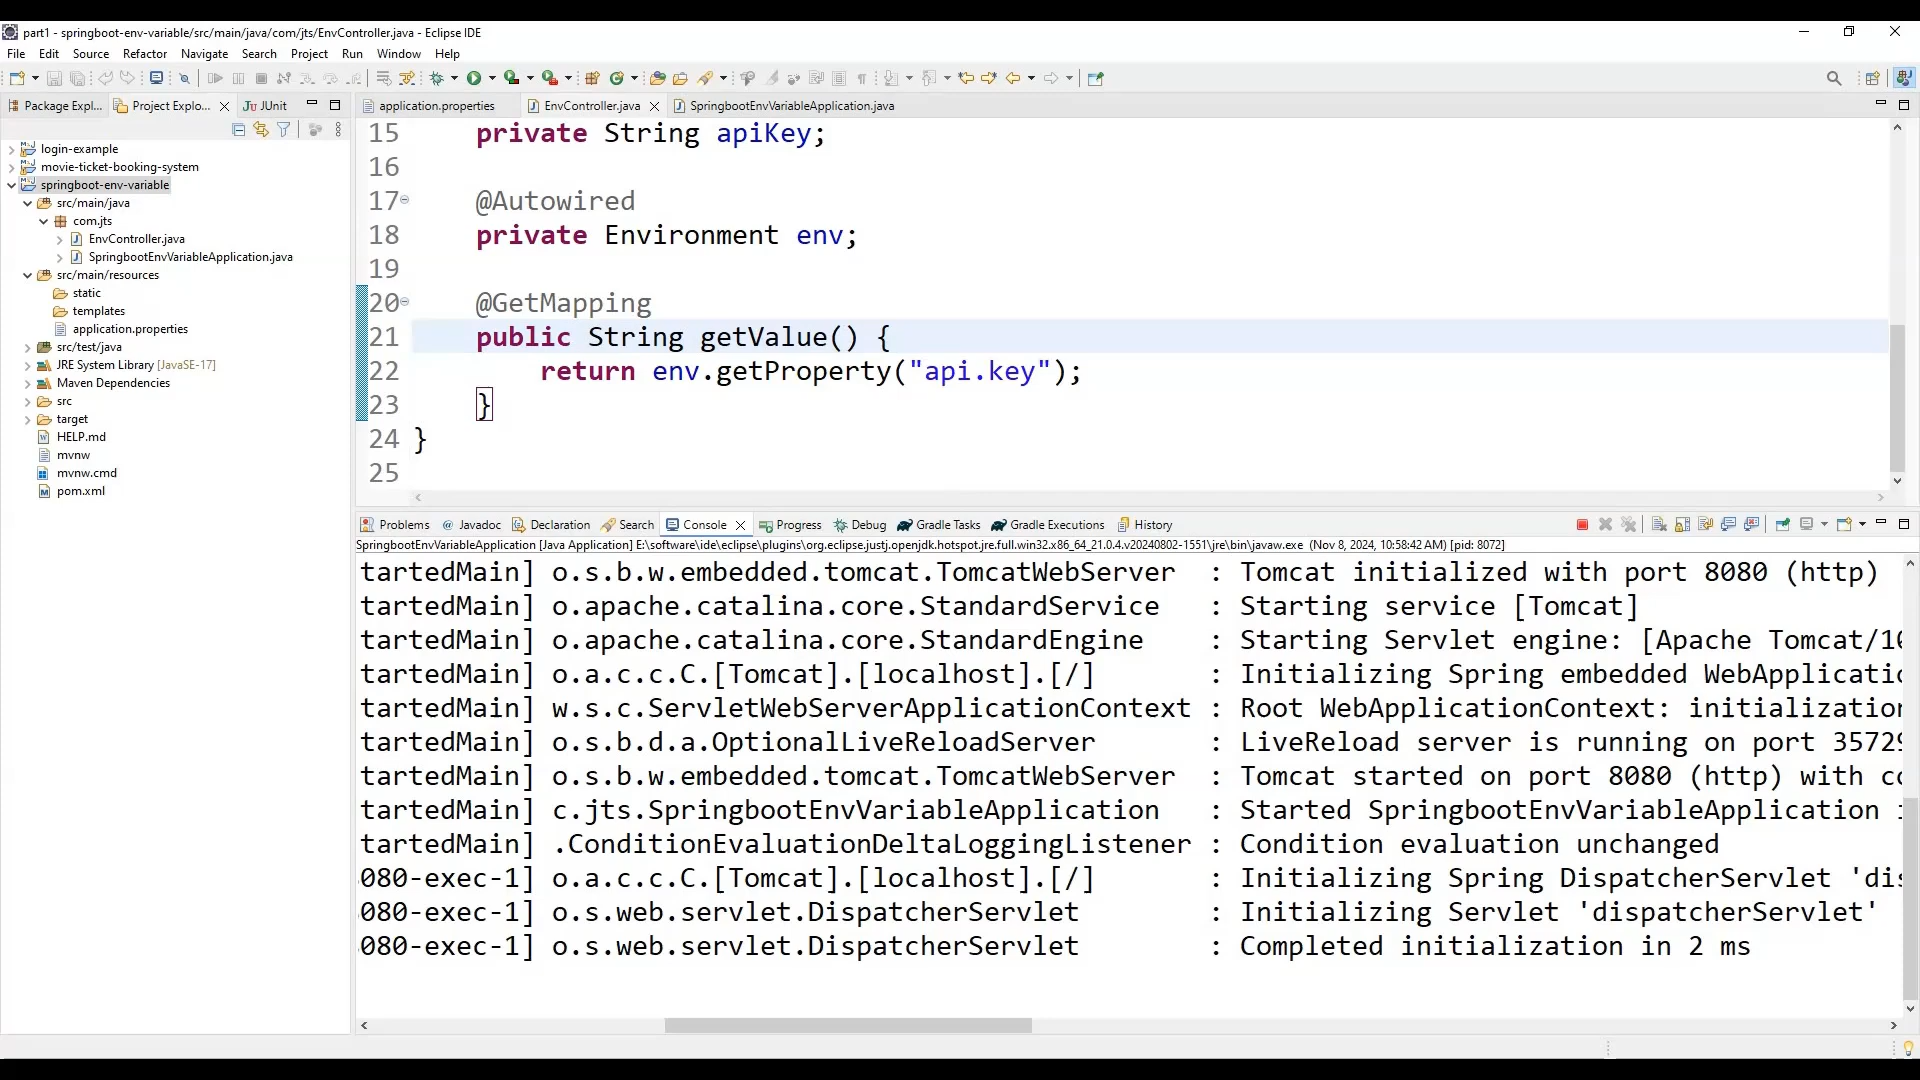 part1 - springboot-env-variable/src/main/java/com/jts/EnvController.java - Eclipse IDE
File Edit Source Refactor Navigate Search Project Run Window Help
Package Expl... Project Explo... JUnit
application.properties EnvController.java SpringbootEnvVariableApplication.java
login-example
movie-ticket-booking-system
springboot-env-variable
src/main/java
com.jts
EnvController.java
SpringbootEnvVariableApplication.java
src/main/resources
static
templates
application.properties
src/test/java
JRE System Library [JavaSE-17]
Maven Dependencies
src
target
HELP.md
mvnw
mvnw.cmd
pom.xml
15 private String apiKey;
16
17 @Autowired
18 private Environment env;
19
20 @GetMapping
21 public String getValue() {
22 return env.getProperty("api.key");
23 }
24 }
25
Problems Javadoc Declaration Search Console Progress Debug Gradle Tasks Gradle Executions History
SpringbootEnvVariableApplication [Java Application] E:\software\ide\eclipse\plugins\org.eclipse.justj.openjdk.hotspot.jre.full.win32.x86_64_21.0.4.v20240802-1551\jre\bin\javaw.exe (Nov 8, 2024, 10:58:42 AM) [pid: 8072]
tartedMain] o.s.b.w.embedded.tomcat.TomcatWebServer : Tomcat initialized with port 8080 (http)
tartedMain] o.apache.catalina.core.StandardService : Starting service [Tomcat]
tartedMain] o.apache.catalina.core.StandardEngine : Starting Servlet engine: [Apache Tomcat/10
tartedMain] o.a.c.c.C.[Tomcat].[localhost].[/] : Initializing Spring embedded WebApplicatic
tartedMain] w.s.c.ServletWebServerApplicationContext : Root WebApplicationContext: initialization
tartedMain] o.s.b.d.a.OptionalLiveReloadServer : LiveReload server is running on port 35729
tartedMain] o.s.b.w.embedded.tomcat.TomcatWebServer : Tomcat started on port 8080 (http) with co
tartedMain] c.jts.SpringbootEnvVariableApplication : Started SpringbootEnvVariableApplication i
tartedMain] .ConditionEvaluationDeltaLoggingListener : Condition evaluation unchanged
080-exec-1] o.a.c.c.C.[Tomcat].[localhost].[/] : Initializing Spring DispatcherServlet 'dis
080-exec-1] o.s.web.servlet.DispatcherServlet : Initializing Servlet 'dispatcherServlet'
080-exec-1] o.s.web.servlet.DispatcherServlet : Completed initialization in 2 ms